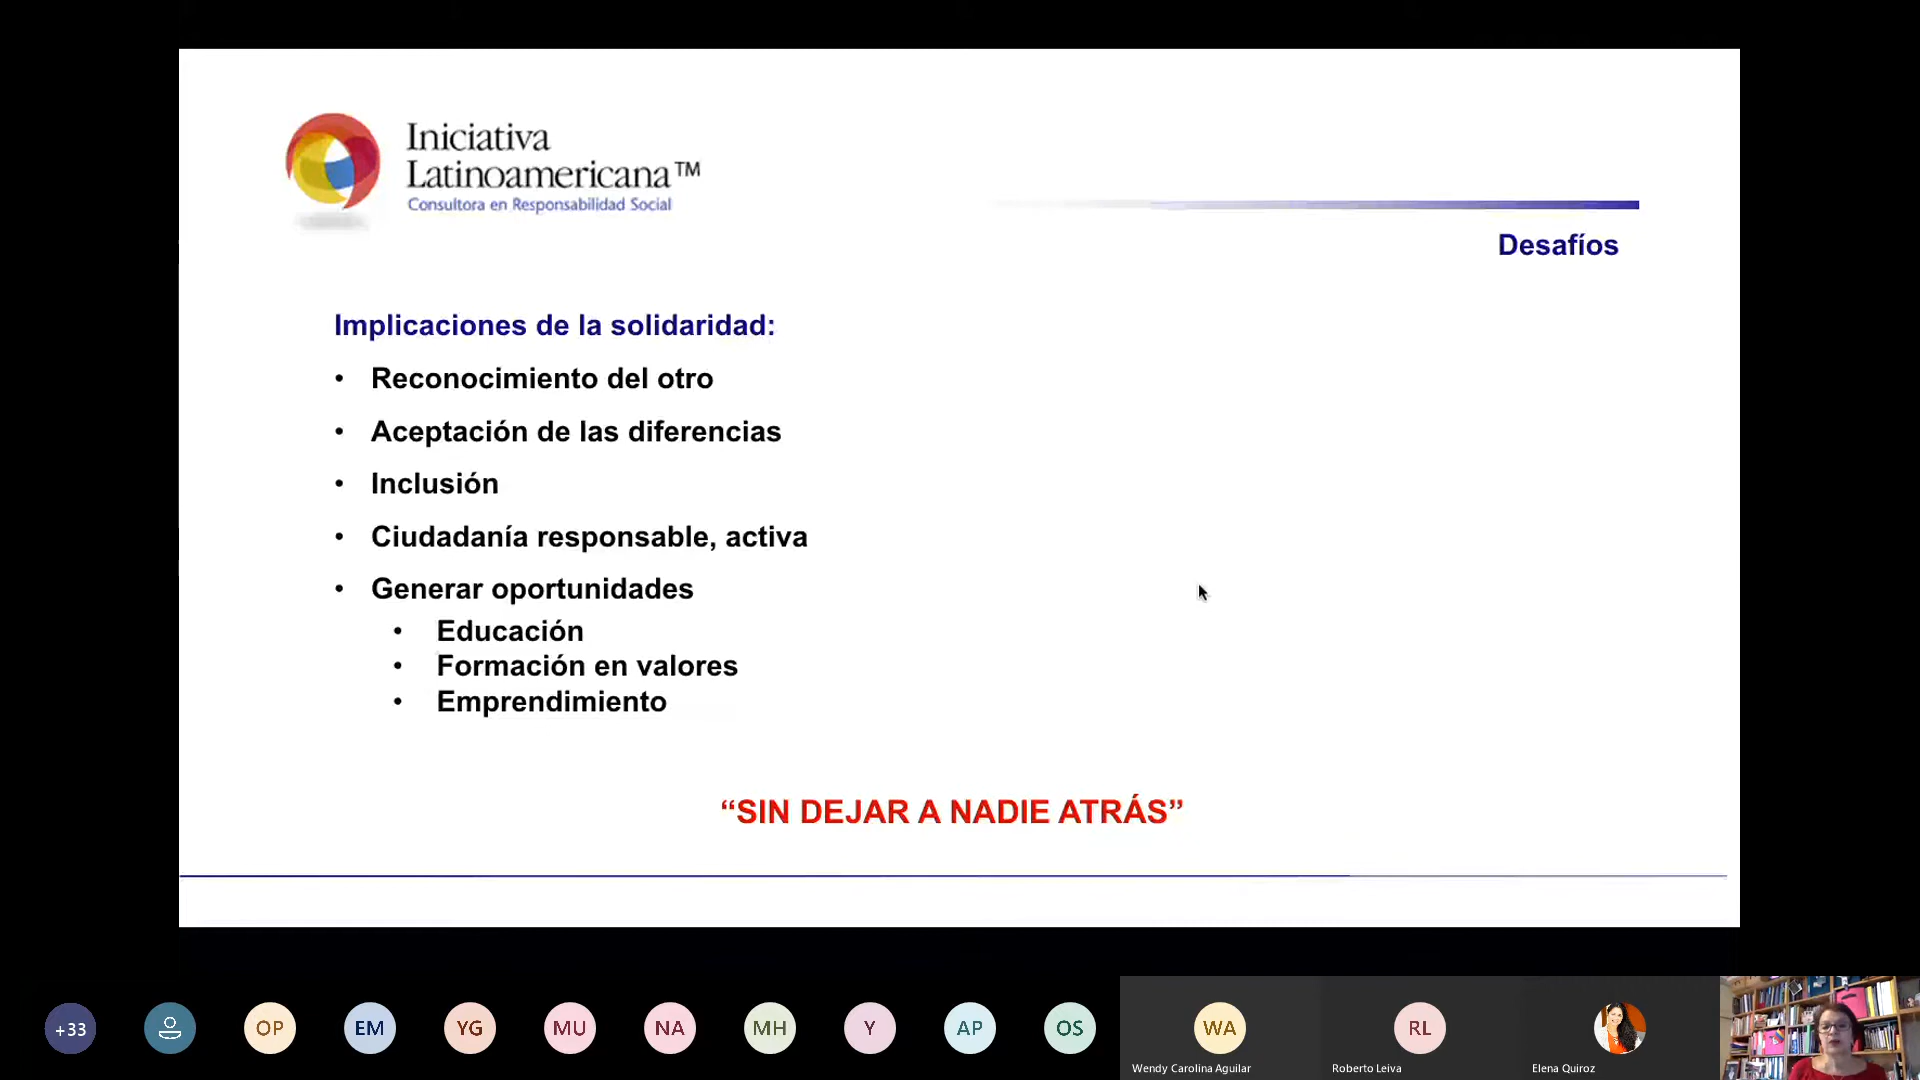 Iniciativa
Latinoamericana™
Consultora en Responsabilidad Social
Desafíos
Implicaciones de la solidaridad:
• Reconocimiento del otro
• Aceptación de las diferencias
• Inclusión
• Ciudadanía responsable, activa
• Generar oportunidades
• Educación
• Formación en valores
• Emprendimiento
“SIN DEJAR A NADIE ATRÁS”
+33
OP
EM
YG
MU
NA
MH
Y
AP
OS
WA
RL
Wendy Carolina Aguilar
Roberto Leiva
Elena Quiroz